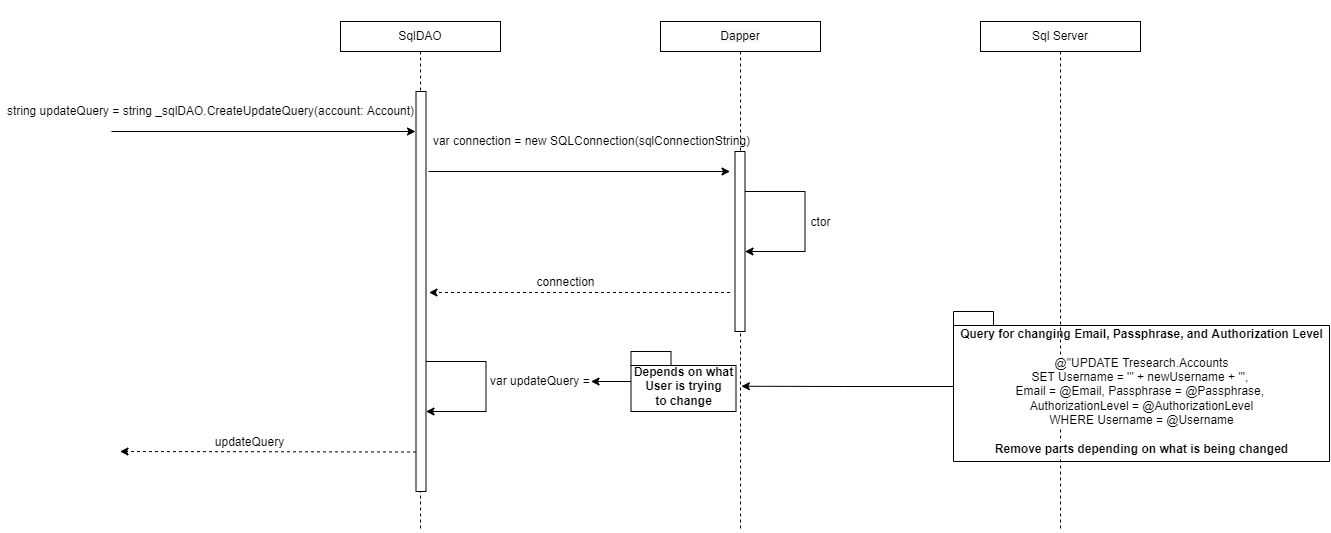 SqlDAO
Dapper
Sql Server
string updateQuery = string _sqlDAO.CreateUpdateQuery(account: Account)
var connection = new SQLConnection(sqlConnectionString)
ctor
connection
Query for changing Email, Passphrase, and Authorization Level
@"UPDATE Tresearch.Accounts
SET Username = '" + newUsername + "',
Email = @Email, Passphrase = @Passphrase,
AuthorizationLevel = @AuthorizationLevel
WHERE Username = @Username
Remove parts depending on what is being changed
var updateQuery =
Depends on what
User is trying
to change
updateQuery